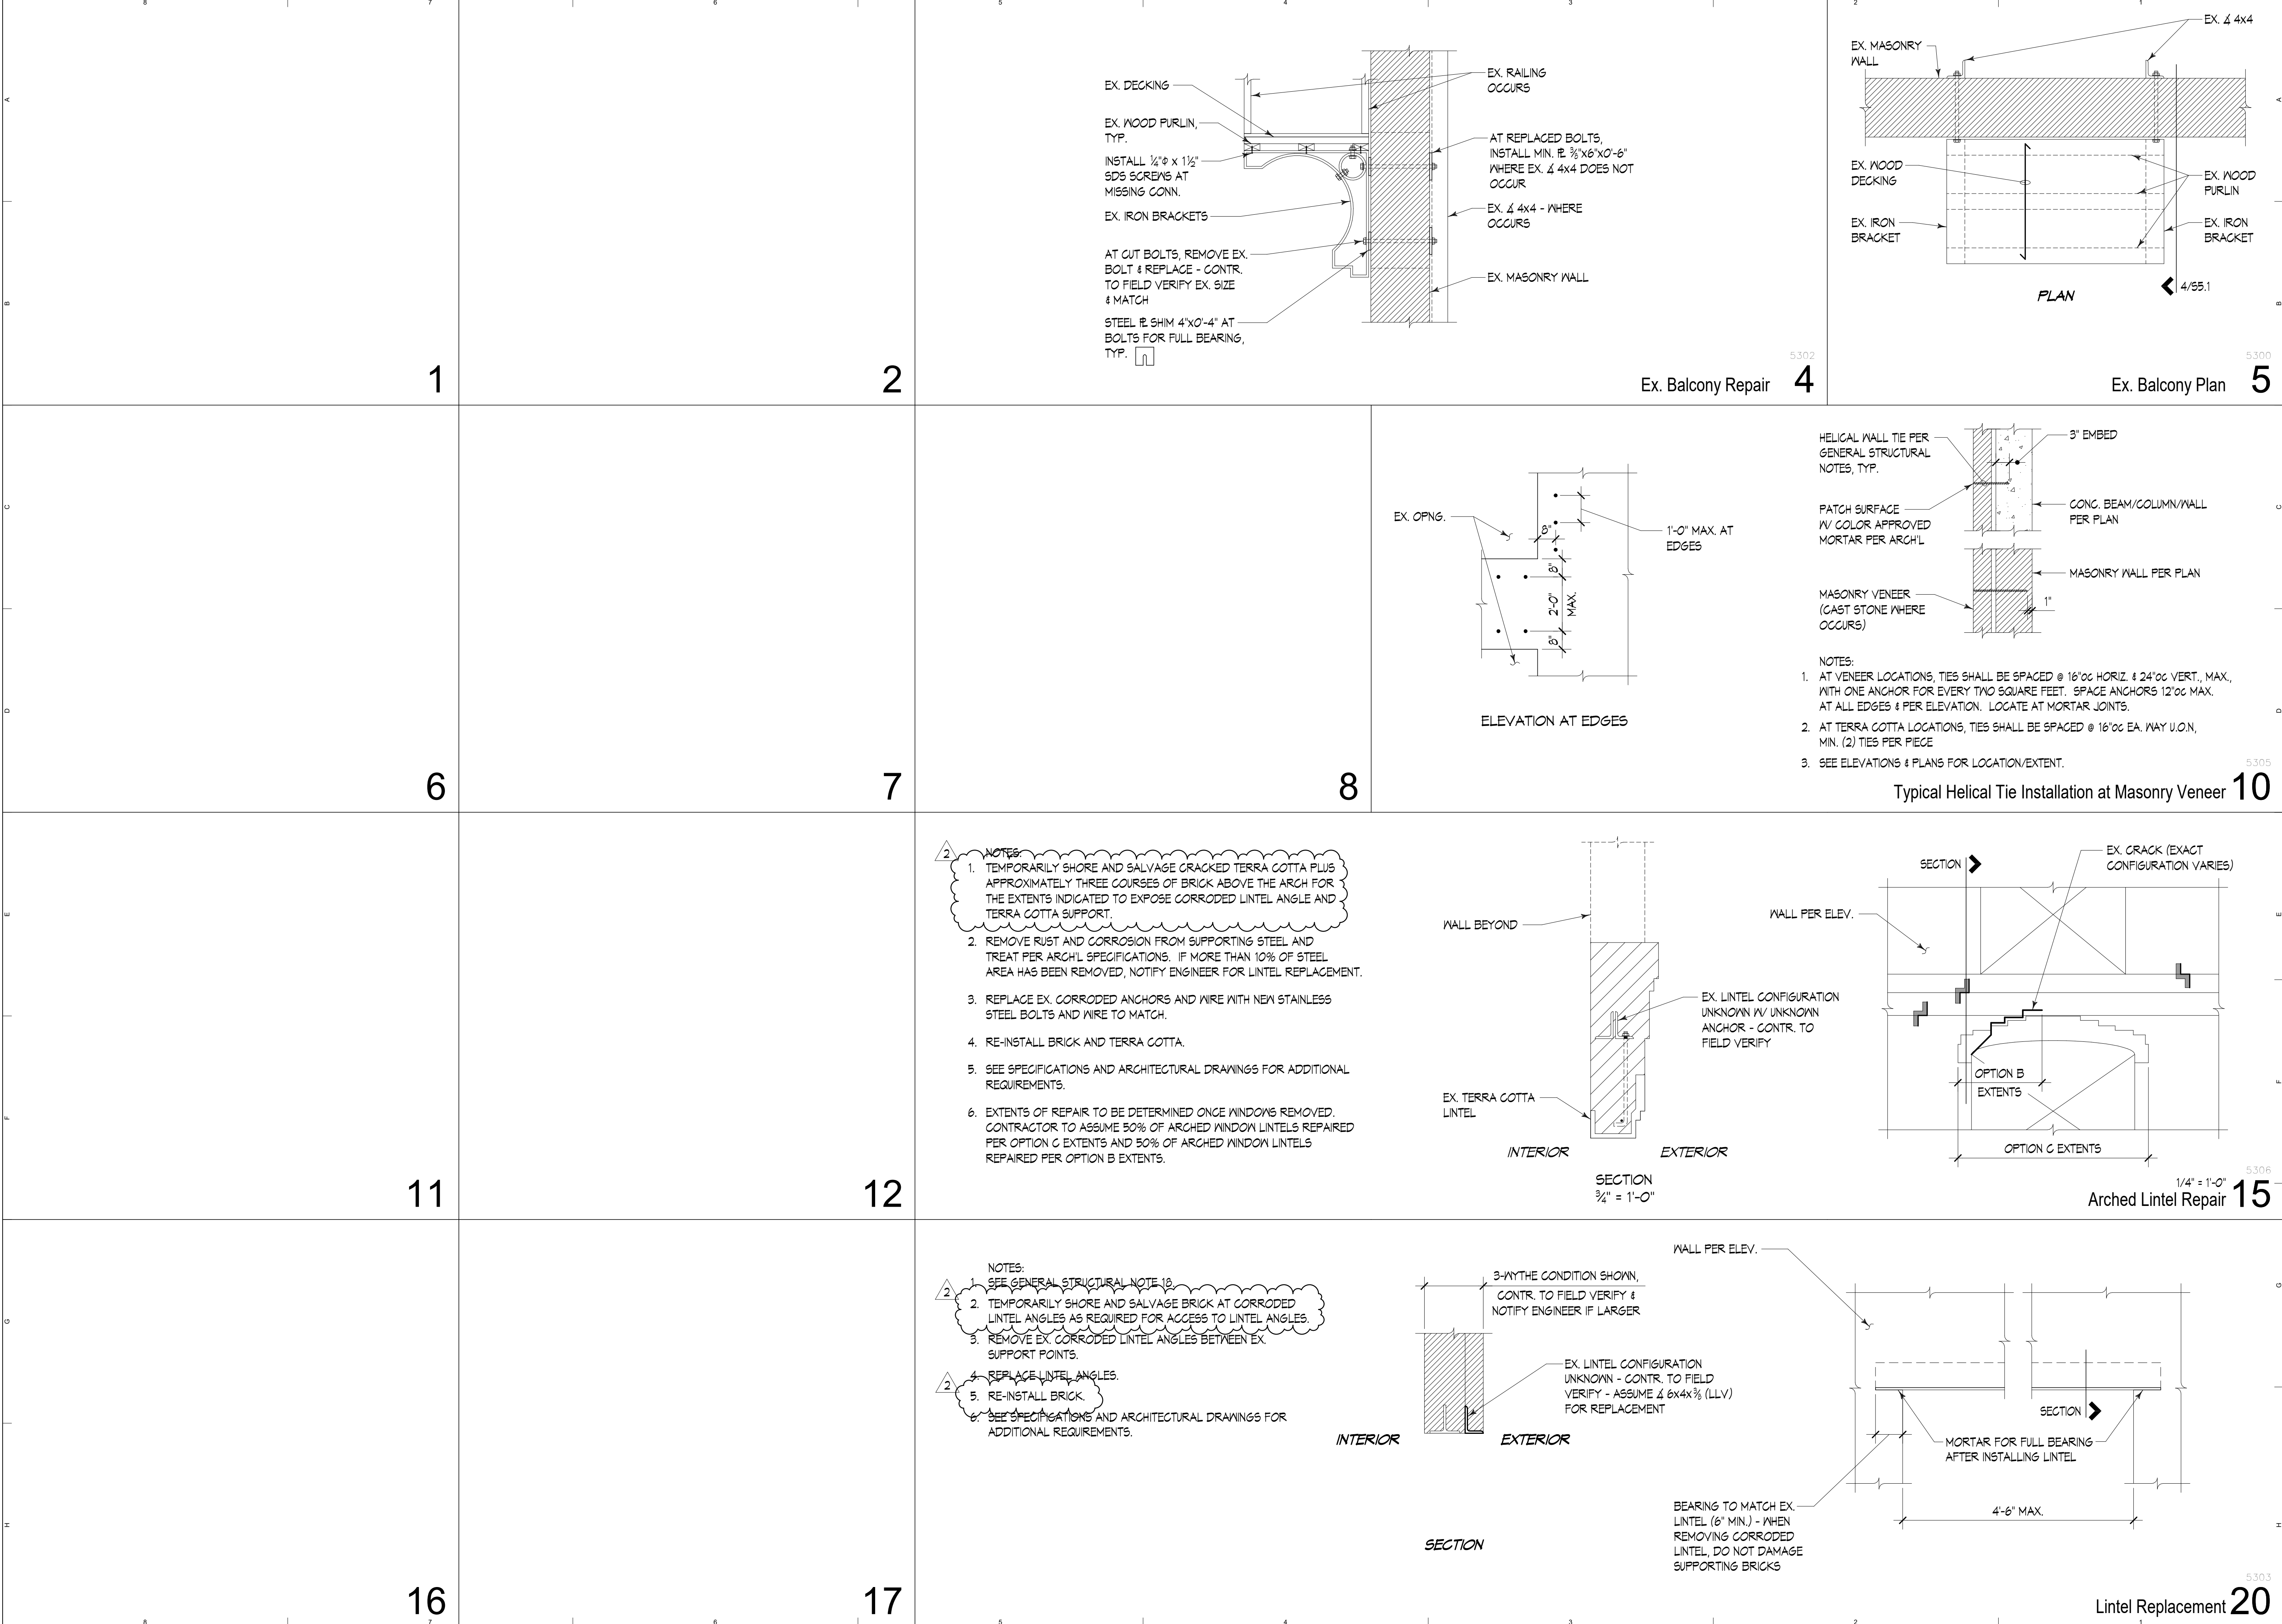 8 7 6 5 4 3 2 1
A
B
C
D
E
F
G
H
1
2
EX. DECKING
EX. WOOD PURLIN,
TYP.
INSTALL ¼"Φ x 1½"
SDS SCREWS AT
MISSING CONN.
EX. IRON BRACKETS
AT CUT BOLTS, REMOVE EX.
BOLT & REPLACE - CONTR.
TO FIELD VERIFY EX. SIZE
& MATCH
STEEL ℄ SHIM 4"x0'-4" AT
BOLTS FOR FULL BEARING,
TYP.
EX. RAILING
OCCURS
AT REPLACED BOLTS,
INSTALL MIN. ℄ ⅜"x6"x0'-6"
WHERE EX. ∡ 4x4 DOES NOT
OCCUR
EX. ∡ 4x4 - WHERE
OCCURS
EX. MASONRY WALL
5302
Ex. Balcony Repair 4
EX. ∡ 4x4
EX. MASONRY
WALL
EX. WOOD
DECKING
EX. IRON
BRACKET
EX. WOOD
PURLIN
EX. IRON
BRACKET
4/S5.1
PLAN
5300
Ex. Balcony Plan 5
6
7
8
EX. OPNG.
8"
1'-0" MAX. AT
EDGES
8"
2'-0"
MAX.
8"
ELEVATION AT EDGES
HELICAL WALL TIE PER
GENERAL STRUCTURAL
NOTES, TYP.
PATCH SURFACE
W/ COLOR APPROVED
MORTAR PER ARCH'L
MASONRY VENEER
(CAST STONE WHERE
OCCURS)
3" EMBED
CONC. BEAM/COLUMN/WALL
PER PLAN
MASONRY WALL PER PLAN
1"
NOTES:
1. AT VENEER LOCATIONS, TIES SHALL BE SPACED @ 16"oc HORIZ. & 24"oc VERT., MAX.,
WITH ONE ANCHOR FOR EVERY TWO SQUARE FEET. SPACE ANCHORS 12"oc MAX.
AT ALL EDGES & PER ELEVATION. LOCATE AT MORTAR JOINTS.
2. AT TERRA COTTA LOCATIONS, TIES SHALL BE SPACED @ 16"oc EA. WAY U.O.N,
MIN. (2) TIES PER PIECE
3. SEE ELEVATIONS & PLANS FOR LOCATION/EXTENT.
5305
Typical Helical Tie Installation at Masonry Veneer 10
11
12
2
NOTES:
1. TEMPORARILY SHORE AND SALVAGE CRACKED TERRA COTTA PLUS
APPROXIMATELY THREE COURSES OF BRICK ABOVE THE ARCH FOR
THE EXTENTS INDICATED TO EXPOSE CORRODED LINTEL ANGLE AND
TERRA COTTA SUPPORT.
2. REMOVE RUST AND CORROSION FROM SUPPORTING STEEL AND
TREAT PER ARCH'L SPECIFICATIONS. IF MORE THAN 10% OF STEEL
AREA HAS BEEN REMOVED, NOTIFY ENGINEER FOR LINTEL REPLACEMENT.
3. REPLACE EX. CORRODED ANCHORS AND WIRE WITH NEW STAINLESS
STEEL BOLTS AND WIRE TO MATCH.
4. RE-INSTALL BRICK AND TERRA COTTA.
5. SEE SPECIFICATIONS AND ARCHITECTURAL DRAWINGS FOR ADDITIONAL
REQUIREMENTS.
6. EXTENTS OF REPAIR TO BE DETERMINED ONCE WINDOWS REMOVED.
CONTRACTOR TO ASSUME 50% OF ARCHED WINDOW LINTELS REPAIRED
PER OPTION C EXTENTS AND 50% OF ARCHED WINDOW LINTELS
REPAIRED PER OPTION B EXTENTS.
WALL BEYOND
EX. LINTEL CONFIGURATION
UNKNOWN W/ UNKNOWN
ANCHOR - CONTR. TO
FIELD VERIFY
EX. TERRA COTTA
LINTEL
INTERIOR
EXTERIOR
SECTION
¾" = 1'-0"
SECTION
EX. CRACK (EXACT
CONFIGURATION VARIES)
WALL PER ELEV.
OPTION B
EXTENTS
OPTION C EXTENTS
5306
1/4" = 1'-0"
Arched Lintel Repair 15
16
17
NOTES:
1. SEE GENERAL STRUCTURAL NOTE 18.
2
2. TEMPORARILY SHORE AND SALVAGE BRICK AT CORRODED
LINTEL ANGLES AS REQUIRED FOR ACCESS TO LINTEL ANGLES.
3. REMOVE EX. CORRODED LINTEL ANGLES BETWEEN EX.
SUPPORT POINTS.
4. REPLACE LINTEL ANGLES.
2
5. RE-INSTALL BRICK.
6. SEE SPECIFICATIONS AND ARCHITECTURAL DRAWINGS FOR
ADDITIONAL REQUIREMENTS.
3-WYTHE CONDITION SHOWN,
CONTR. TO FIELD VERIFY &
NOTIFY ENGINEER IF LARGER
EX. LINTEL CONFIGURATION
UNKNOWN - CONTR. TO FIELD
VERIFY - ASSUME ∡ 6x4x⅜ (LLV)
FOR REPLACEMENT
INTERIOR
EXTERIOR
SECTION
WALL PER ELEV.
SECTION
MORTAR FOR FULL BEARING
AFTER INSTALLING LINTEL
BEARING TO MATCH EX.
LINTEL (6" MIN.) - WHEN
REMOVING CORRODED
LINTEL, DO NOT DAMAGE
SUPPORTING BRICKS
4'-6" MAX.
5303
Lintel Replacement 20
8 7 6 5 4 3 2 1